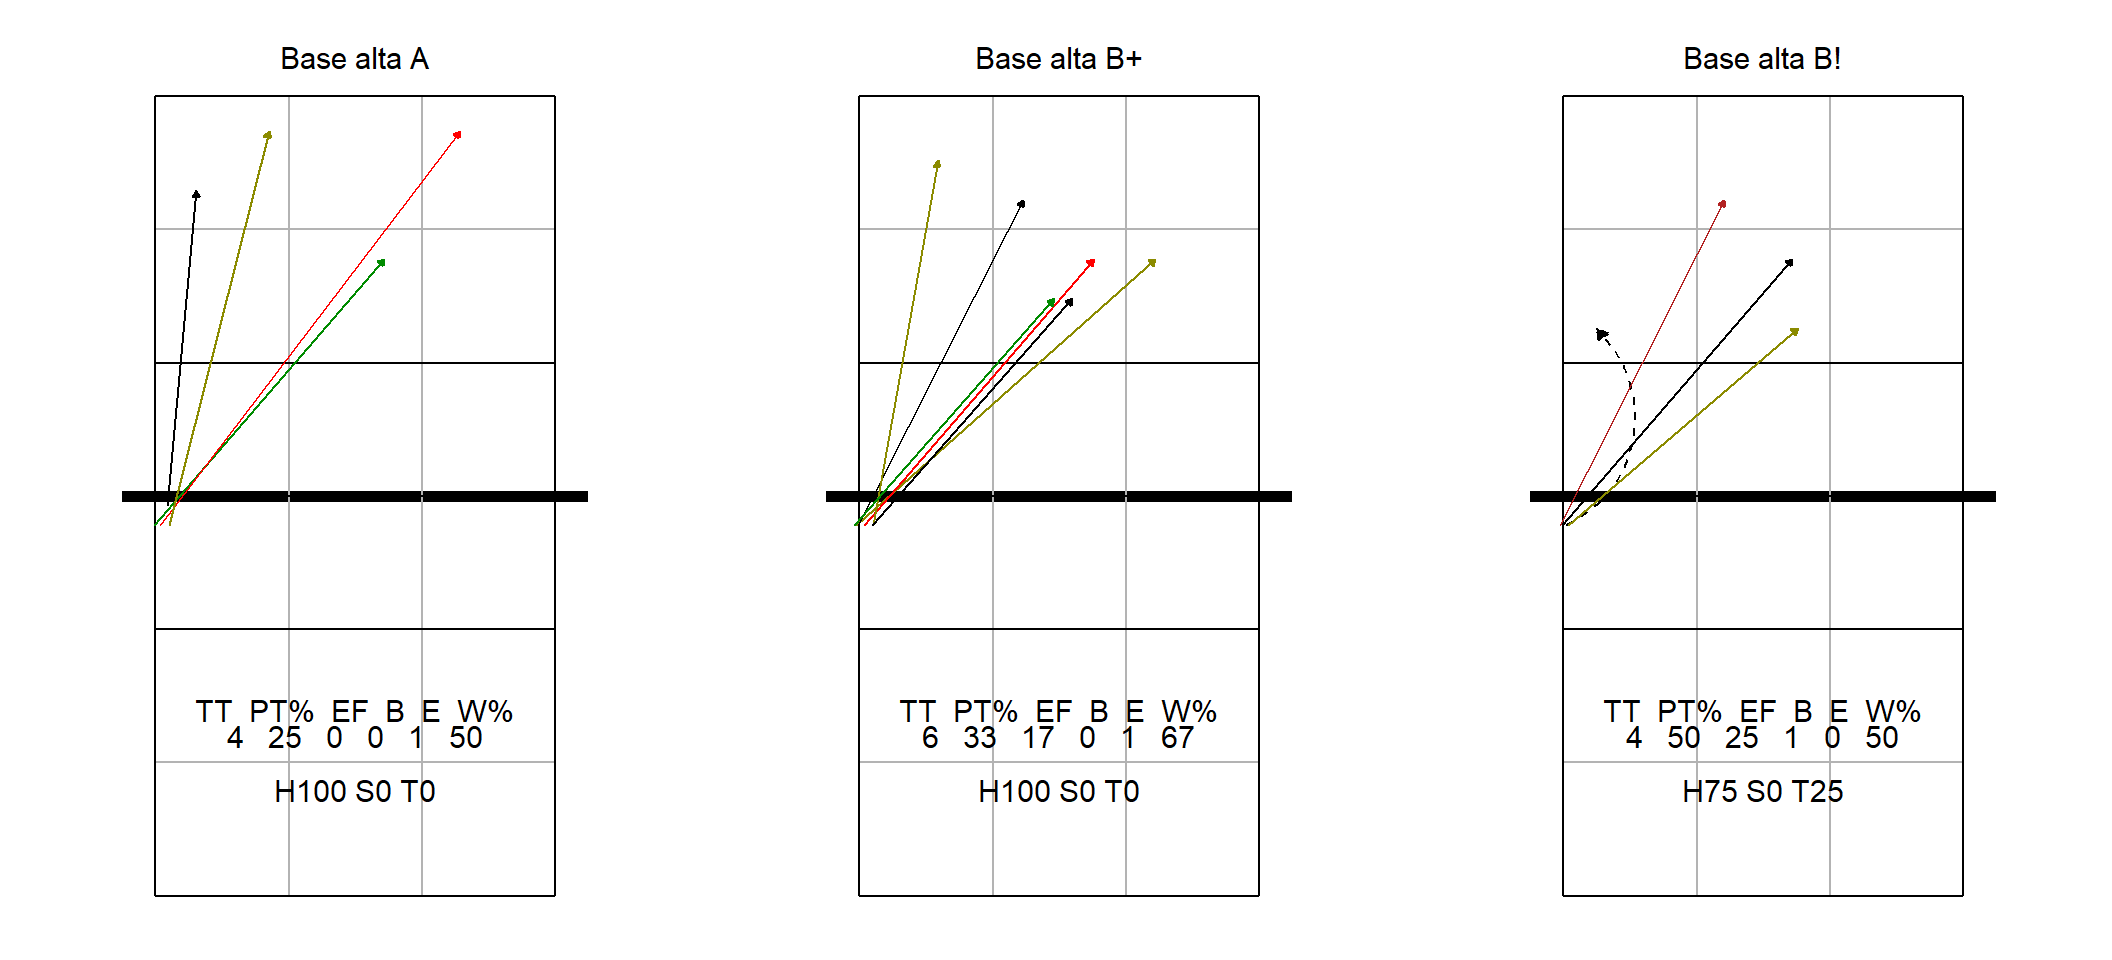 Base alta A
TT PT% EF B E W%
4 25 0 0 1 50
H100 S0 T0
Base alta B+
TT PT% EF B E W%
6 33 17 0 1 67
H100 S0 T0
Base alta B!
TT PT% EF B E W%
4 50 25 1 0 50
H75 S0 T25